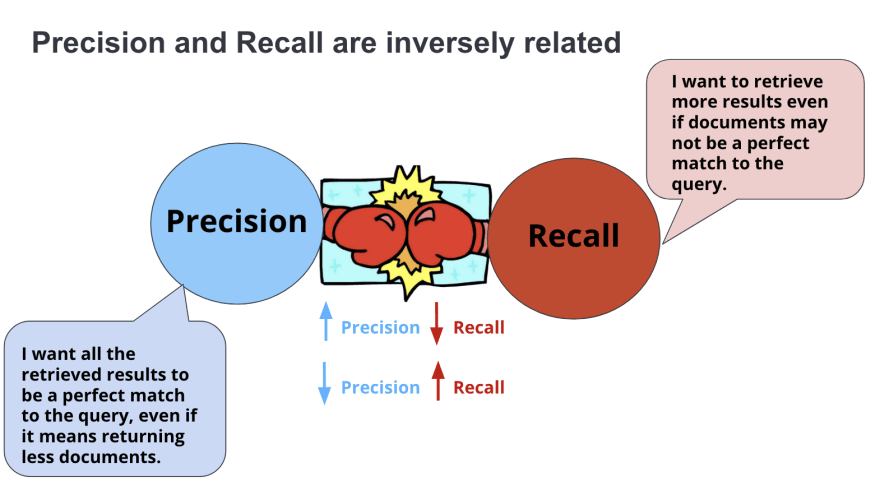 Precision and Recall are inversely related
I want to retrieve
more results even
if documents may
not be a perfect
match to the
query.
Precision
Recall
Precision Recall
Precision Recall
I want all the
retrieved results to
be a perfect match
to the query, even if
it means returning
less documents.